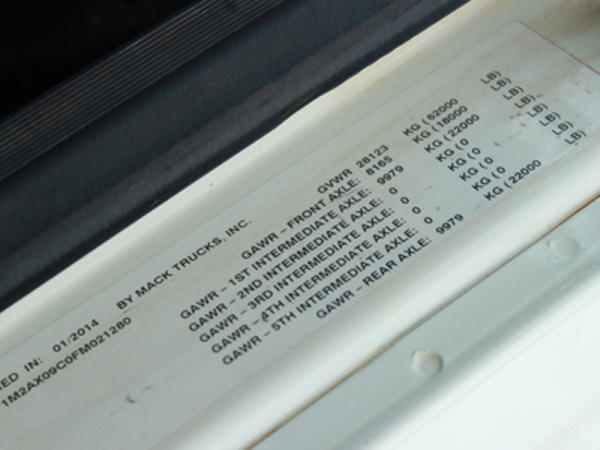 RED IN: 01/2014 BY MACK TRUCKS, INC.
1M2AX09C0FM021280
GVWR 28123 KG ( 62000 LB)
GAWR – FRONT AXLE: 8165 KG ( 18000 LB)
GAWR – 1ST INTERMEDIATE AXLE: 9979 KG ( 22000 LB)
GAWR – 2ND INTERMEDIATE AXLE: 0 KG ( 0 LB)
GAWR – 3RD INTERMEDIATE AXLE: 0 KG ( 0 LB)
GAWR – 4TH INTERMEDIATE AXLE: 0 KG ( 0 LB)
GAWR – 5TH INTERMEDIATE AXLE: 0 KG ( 0 LB)
GAWR – REAR AXLE: 9979 KG ( 22000 LB)